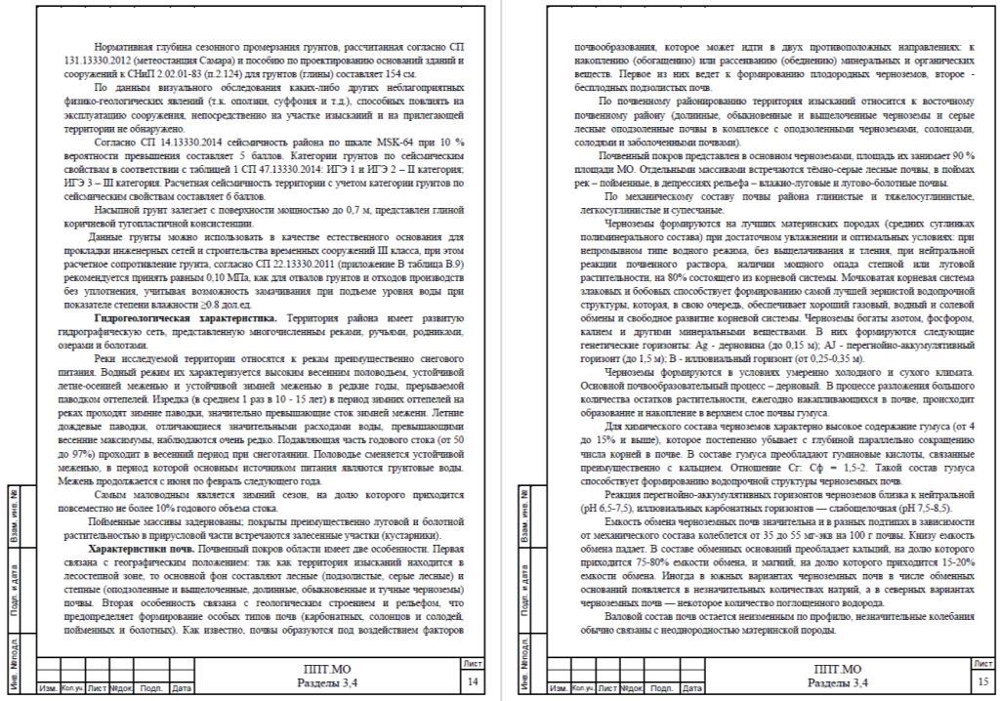 Нормативная глубина сезонного промерзания грунтов, рассчитанная согласно СП
131.13330.2012 (метеостанция Самара) и пособию по проектированию оснований зданий и
сооружений к СНиП 2.02.01-83 (п.2.124) для грунтов (глины) составляет 154 см.
По данным визуального обследования каких-либо других неблагоприятных
физико-геологических явлений (т.к. оползни, суффозия и т.д.), способных повлиять на
эксплуатацию сооружения, непосредственно на участке изысканий и на прилегающей
территории не обнаружено.
Согласно СП 14.13330.2014 сейсмичность района по шкале MSK-64 при 10 %
вероятности превышения составляет 5 баллов. Категории грунтов по сейсмическим
свойствам в соответствии с таблицей 1 СП 47.13330.2014: ИГЭ 1 и ИГЭ 2 – II категория;
ИГЭ 3 – III категория. Расчетная сейсмичность территории с учетом категории грунтов по
сейсмическим свойствам составляет 6 баллов.
Насыпной грунт залегает с поверхности мощностью до 0,7 м, представлен глиной
коричневой тугопластичной консистенции.
Данные грунты можно использовать в качестве естественного основания для
прокладки инженерных сетей и строительства временных сооружений III класса, при этом
расчетное сопротивление грунта, согласно СП 22.13330.2011 (приложение В таблица В.9)
рекомендуется принять равным 0,10 МПа, как для отвалов грунтов и отходов производств
без уплотнения, учитывая возможность замачивания при подъеме уровня воды при
показателе степени влажности ≥0.8 дол.ед.
Гидрогеологическая характеристика. Территория района имеет развитую
гидрографическую сеть, представленную многочисленным реками, ручьями, родниками,
озерами и болотами.
Реки исследуемой территории относятся к рекам преимущественно снегового
питания. Водный режим их характеризуется высоким весенним половодьем, устойчивой
летне-осенней меженью и устойчивой зимней меженью в редкие годы, прерываемой
паводком оттепелей. Изредка (в среднем 1 раз в 10 - 15 лет) в период зимних оттепелей на
реках проходят зимние паводки, значительно превышающие сток зимней межени. Летние
дождевые паводки, отличающиеся значительными расходами воды, превышающими
весенние максимумы, наблюдаются очень редко. Подавляющая часть годового стока (от 50
до 97%) проходит в весенний период при снеготаянии. Половодье сменяется устойчивой
меженью, в период которой основным источником питания являются грунтовые воды.
Межень продолжается с июня по февраль следующего года.
Самым маловодным является зимний сезон, на долю которого приходится
повсеместно не более 10% годового объема стока.
Пойменные массивы задернованы; покрыты преимущественно луговой и болотной
растительностью в прирусловой части встречаются залесенные участки (кустарники).
Характеристики почв. Почвенный покров области имеет две особенности. Первая
связана с географическим положением: так как территория изысканий находится в
лесостепной зоне, то основной фон составляют лесные (подзолистые, серые лесные) и
степные (оподзоленные и выщелоченные, долинные, обыкновенные и тучные черноземы)
почвы. Вторая особенность связана с геологическим строением и рельефом, что
предопределяет формирование особых типов почв (карбонатных, солонцов и солодей,
пойменных и болотных). Как известно, почвы образуются под воздействием факторов
Взам. инв. №
Подп. и дата
Инв. №подл.
Изм. Кол.уч. Лист №док. Подп. Дата
ППТ.МО
Разделы 3,4
Лист
14
почвообразования, которое может идти в двух противоположных направлениях: к
накоплению (обогащению) или рассеиванию (обеднению) минеральных и органических
веществ. Первое из них ведет к формированию плодородных черноземов, второе -
бесплодных подзолистых почв.
По почвенному районированию территория изысканий относится к восточному
почвенному району (долинные, обыкновенные и выщелоченные черноземы и серые
лесные оподзоленные почвы в комплексе с оподзоленными черноземами, солонцами,
солодями и заболоченными почвами).
Почвенный покров представлен в основном черноземами, площадь их занимает 90 %
площади МО. Отдельными массивами встречаются тёмно-серые лесные почвы, в поймах
рек – пойменные, в депрессиях рельефа – влажно-луговые и лугово-болотные почвы.
По механическому составу почвы района глинистые и тяжелосуглинистые,
легкосуглинистые и супесчаные.
Черноземы формируются на лучших материнских породах (средних суглинках
полиминерального состава) при достаточном увлажнении и оптимальных условиях: при
непромывном типе водного режима, без выщелачивания и тления, при нейтральной
реакции почвенного раствора, наличии мощного опада степной или луговой
растительности, на 80% состоящего из корневой системы. Мочковатая корневая система
злаковых и бобовых способствует формированию самой лучшей зернистой водопрочной
структуры, которая, в свою очередь, обеспечивает хороший газовый, водный и солевой
обмены и свободное развитие корневой системы. Черноземы богаты азотом, фосфором,
калием и другими минеральными веществами. В них формируются следующие
генетические горизонты: Ag - дерновина (до 0,15 м); AJ - перегнойно-аккумулятивный
горизонт (до 1,5 м); В - иллювиальный горизонт (от 0,25-0,35 м).
Черноземы формируются в условиях умеренно холодного и сухого климата.
Основной почвообразовательный процесс – дерновый. В процессе разложения большого
количества остатков растительности, ежегодно накапливающихся в почве, происходит
образование и накопление в верхнем слое почвы гумуса.
Для химического состава черноземов характерно высокое содержание гумуса (от 4
до 15% и выше), которое постепенно убывает с глубиной параллельно сокращению
числа корней в почве. В составе гумуса преобладают гуминовые кислоты, связанные
преимущественно с кальцием. Отношение Сг: Сф = 1,5-2. Такой состав гумуса
способствует формированию водопрочной структуры черноземных почв.
Реакция перегнойно-аккумулятивных горизонтов черноземов близка к нейтральной
(рН 6,5-7,5), иллювиальных карбонатных горизонтов — слабощелочная (рН 7,5-8,5).
Емкость обмена черноземных почв значительна и в разных подтипах в зависимости
от механического состава колеблется от 35 до 55 мг-экв на 100 г почвы. Книзу емкость
обмена падает. В составе обменных оснований преобладает кальций, на долю которого
приходится 75-80% емкости обмена, и магний, на долю которого приходится 15-20%
емкости обмена. Иногда в южных вариантах черноземных почв в числе обменных
оснований появляется в незначительных количествах натрий, а в северных вариантах
черноземных почв — некоторое количество поглощенного водорода.
Валовой состав почв остается неизменным по профилю, незначительные колебания
обычно связаны с неоднородностью материнской породы.
Взам. инв. №
Подп. и дата
Инв. №подл.
Изм. Кол.уч. Лист №док. Подп. Дата
ППТ.МО
Разделы 3,4
Лист
15